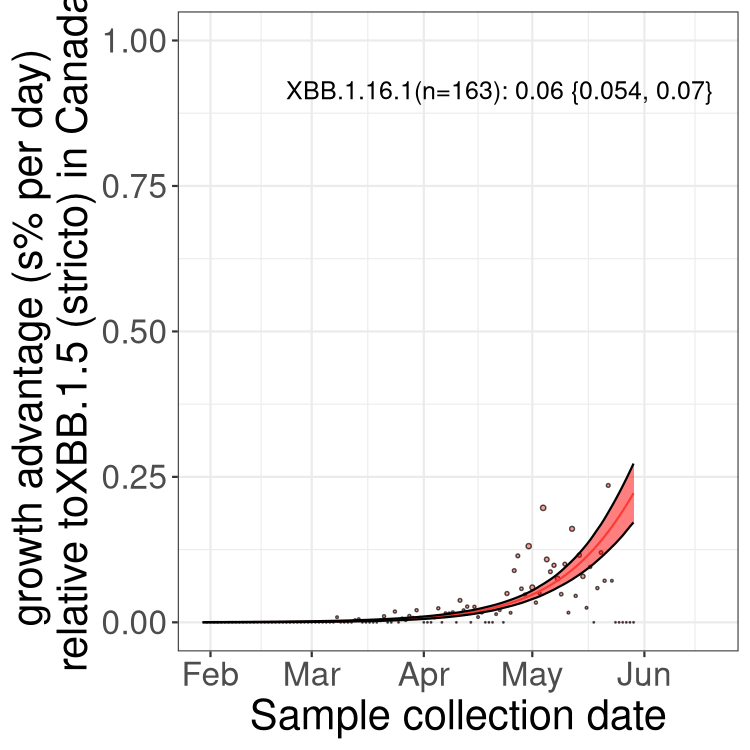 growth advantage (s% per day)
relative toXBB.1.5 (stricto) in Canada
1.00
0.75
0.50
0.25
0.00
XBB.1.16.1(n=163): 0.06 {0.054, 0.07}
Feb Mar Apr May Jun
Sample collection date